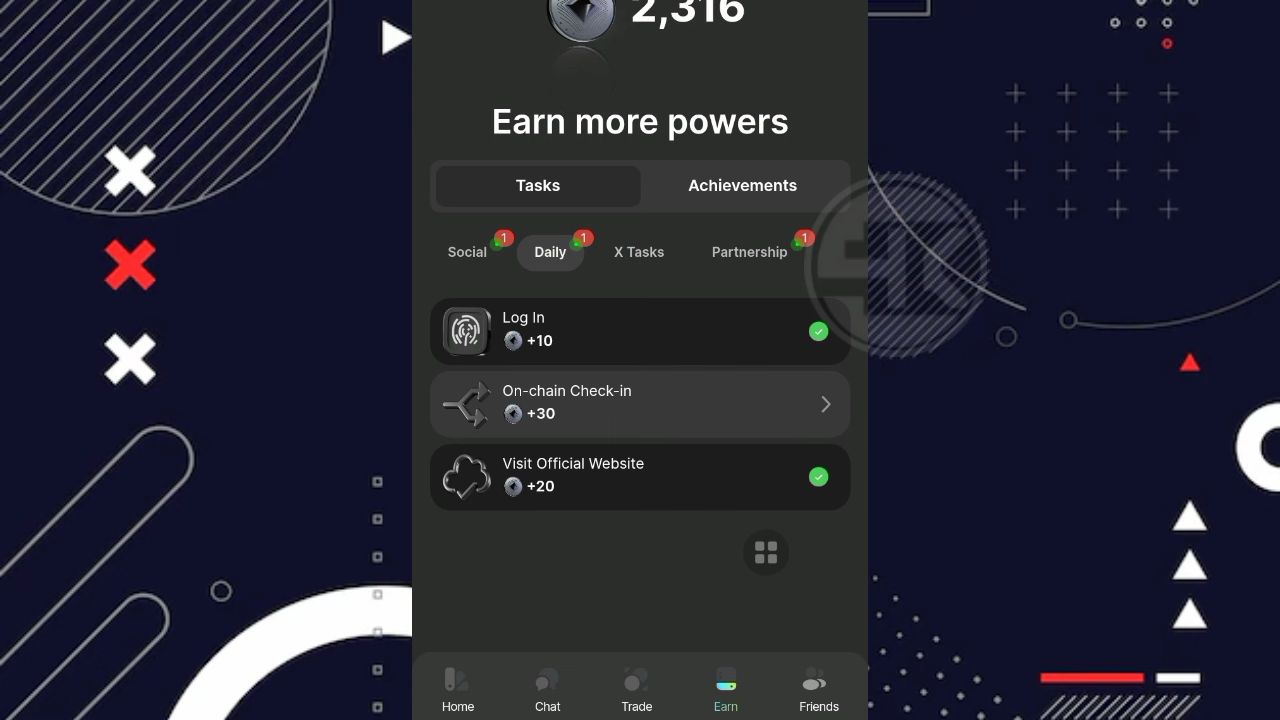 2,316
Earn more powers
Tasks
Achievements
Social 1
Daily 1
X Tasks
Partnership 1
Log In
+10
On-chain Check-in
+30
Visit Official Website
+20
Home
Chat
Trade
Earn
Friends